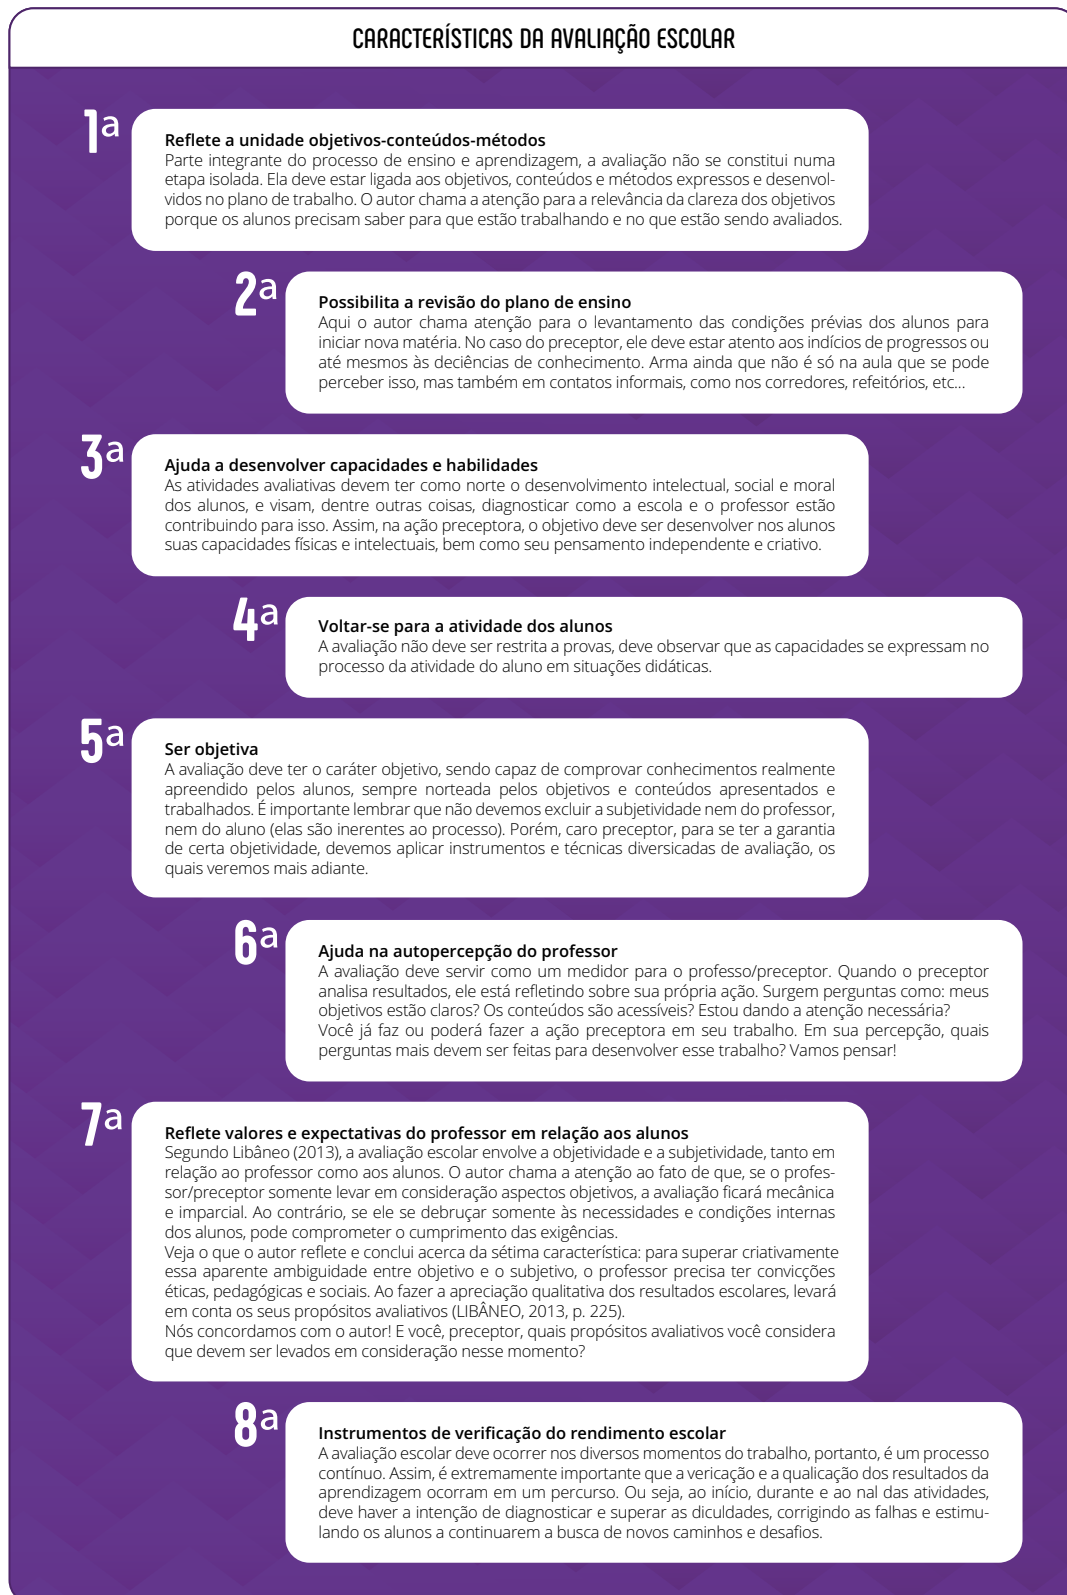 CARACTERÍSTICAS DA AVALIAÇÃO ESCOLAR
1a
Reflete a unidade objetivos-conteúdos-métodos
Parte integrante do processo de ensino e aprendizagem, a avaliação não se constitui numa
etapa isolada. Ela deve estar ligada aos objetivos, conteúdos e métodos expressos e desenvol-
vidos no plano de trabalho. O autor chama a atenção para a relevância da clareza dos objetivos
porque os alunos precisam saber para que estão trabalhando e no que estão sendo avaliados.
2a
Possibilita a revisão do plano de ensino
Aqui o autor chama atenção para o levantamento das condições prévias dos alunos para
iniciar nova matéria. No caso do preceptor, ele deve estar atento aos indícios de progressos ou
até mesmos às deciências de conhecimento. Arma ainda que não é só na aula que se pode
perceber isso, mas também em contatos informais, como nos corredores, refeitórios, etc...
3a
Ajuda a desenvolver capacidades e habilidades
As atividades avaliativas devem ter como norte o desenvolvimento intelectual, social e moral
dos alunos, e visam, dentre outras coisas, diagnosticar como a escola e o professor estão
contribuindo para isso. Assim, na ação preceptora, o objetivo deve ser desenvolver nos alunos
suas capacidades físicas e intelectuais, bem como seu pensamento independente e criativo.
4a
Voltar-se para a atividade dos alunos
A avaliação não deve ser restrita a provas, deve observar que as capacidades se expressam no
processo da atividade do aluno em situações didáticas.
5a
Ser objetiva
A avaliação deve ter o caráter objetivo, sendo capaz de comprovar conhecimentos realmente
apreendido pelos alunos, sempre norteada pelos objetivos e conteúdos apresentados e
trabalhados. É importante lembrar que não devemos excluir a subjetividade nem do professor,
nem do aluno (elas são inerentes ao processo). Porém, caro preceptor, para se ter a garantia
de certa objetividade, devemos aplicar instrumentos e técnicas diversicadas de avaliação, os
quais veremos mais adiante.
6a
Ajuda na autopercepção do professor
A avaliação deve servir como um medidor para o professo/preceptor. Quando o preceptor
analisa resultados, ele está refletindo sobre sua própria ação. Surgem perguntas como: meus
objetivos estão claros? Os conteúdos são acessíveis? Estou dando a atenção necessária?
Você já faz ou poderá fazer a ação preceptora em seu trabalho. Em sua percepção, quais
perguntas mais devem ser feitas para desenvolver esse trabalho? Vamos pensar!
7a
Reflete valores e expectativas do professor em relação aos alunos
Segundo Libâneo (2013), a avaliação escolar envolve a objetividade e a subjetividade, tanto em
relação ao professor como aos alunos. O autor chama a atenção ao fato de que, se o profes-
sor/preceptor somente levar em consideração aspectos objetivos, a avaliação ficará mecânica
e imparcial. Ao contrário, se ele se debruçar somente às necessidades e condições internas
dos alunos, pode comprometer o cumprimento das exigências.
Veja o que o autor reflete e conclui acerca da sétima característica: para superar criativamente
essa aparente ambiguidade entre objetivo e o subjetivo, o professor precisa ter convicções
éticas, pedagógicas e sociais. Ao fazer a apreciação qualitativa dos resultados escolares, levará
em conta os seus propósitos avaliativos (LIBÂNEO, 2013, p. 225).
Nós concordamos com o autor! E você, preceptor, quais propósitos avaliativos você considera
que devem ser levados em consideração nesse momento?
8a
Instrumentos de verificação do rendimento escolar
A avaliação escolar deve ocorrer nos diversos momentos do trabalho, portanto, é um processo
contínuo. Assim, é extremamente importante que a vericação e a qualicação dos resultados da
aprendizagem ocorram em um percurso. Ou seja, ao início, durante e ao nal das atividades,
deve haver a intenção de diagnosticar e superar as diculdades, corrigindo as falhas e estimu-
lando os alunos a continuarem a busca de novos caminhos e desafios.